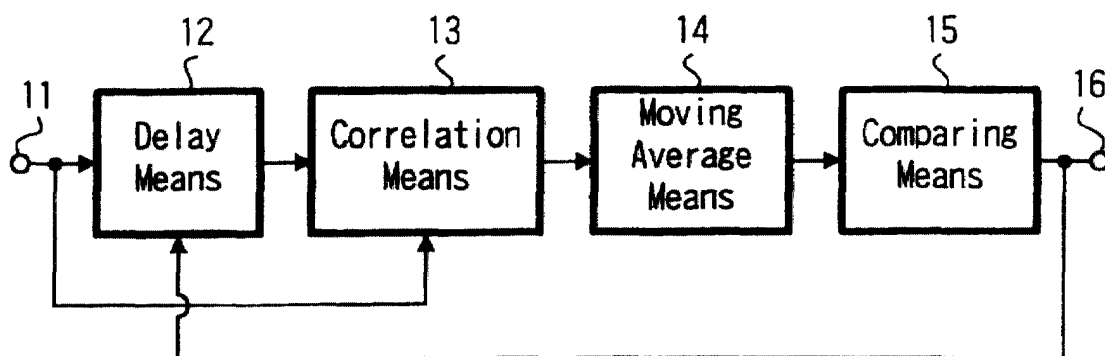 11
12
13
14
15
16
Delay
Means
Correlation
Means
Moving
Average
Means
Comparing
Means